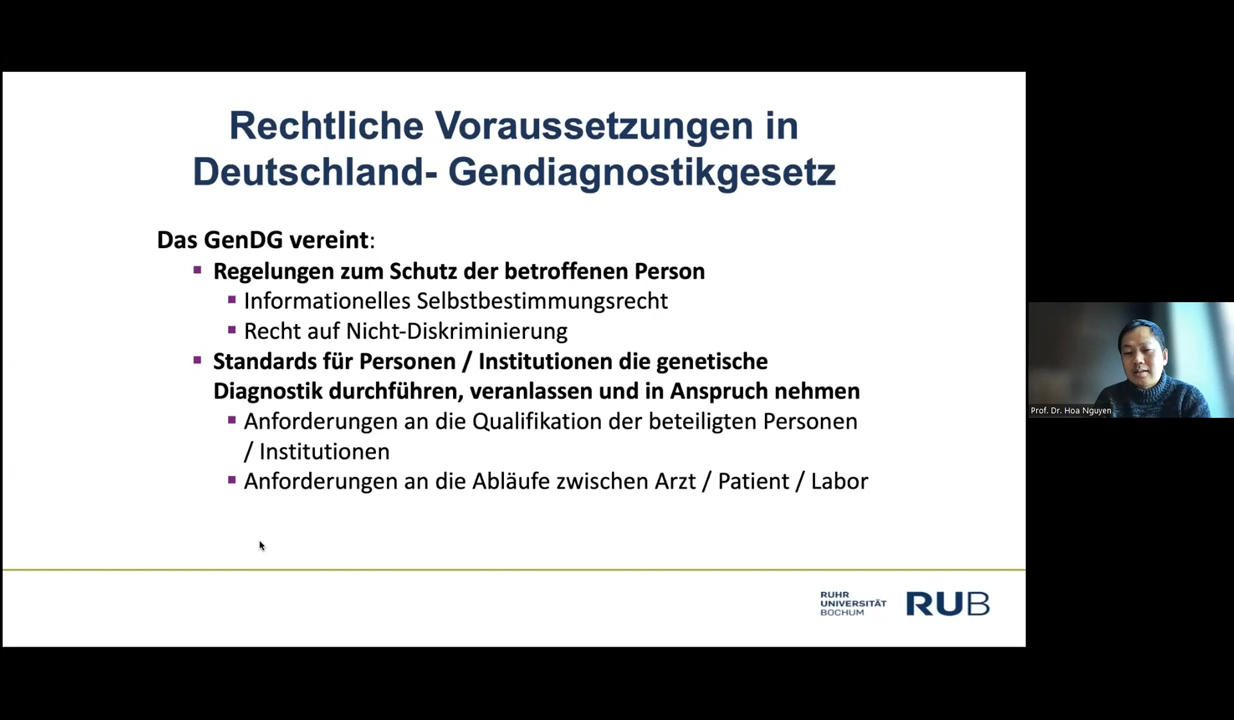 Rechtliche Voraussetzungen in
Deutschland- Gendiagnostikgesetz
Das GenDG vereint:
Regelungen zum Schutz der betroffenen Person
Informationelles Selbstbestimmungsrecht
Recht auf Nicht-Diskriminierung
Standards für Personen / Institutionen die genetische
Diagnostik durchführen, veranlassen und in Anspruch nehmen
Anforderungen an die Qualifikation der beteiligten Personen
/ Institutionen
Anforderungen an die Abläufe zwischen Arzt / Patient / Labor
RUHR
UNIVERSITÄT
BOCHUM
RUB
Prof. Dr. Hoa Nguyen